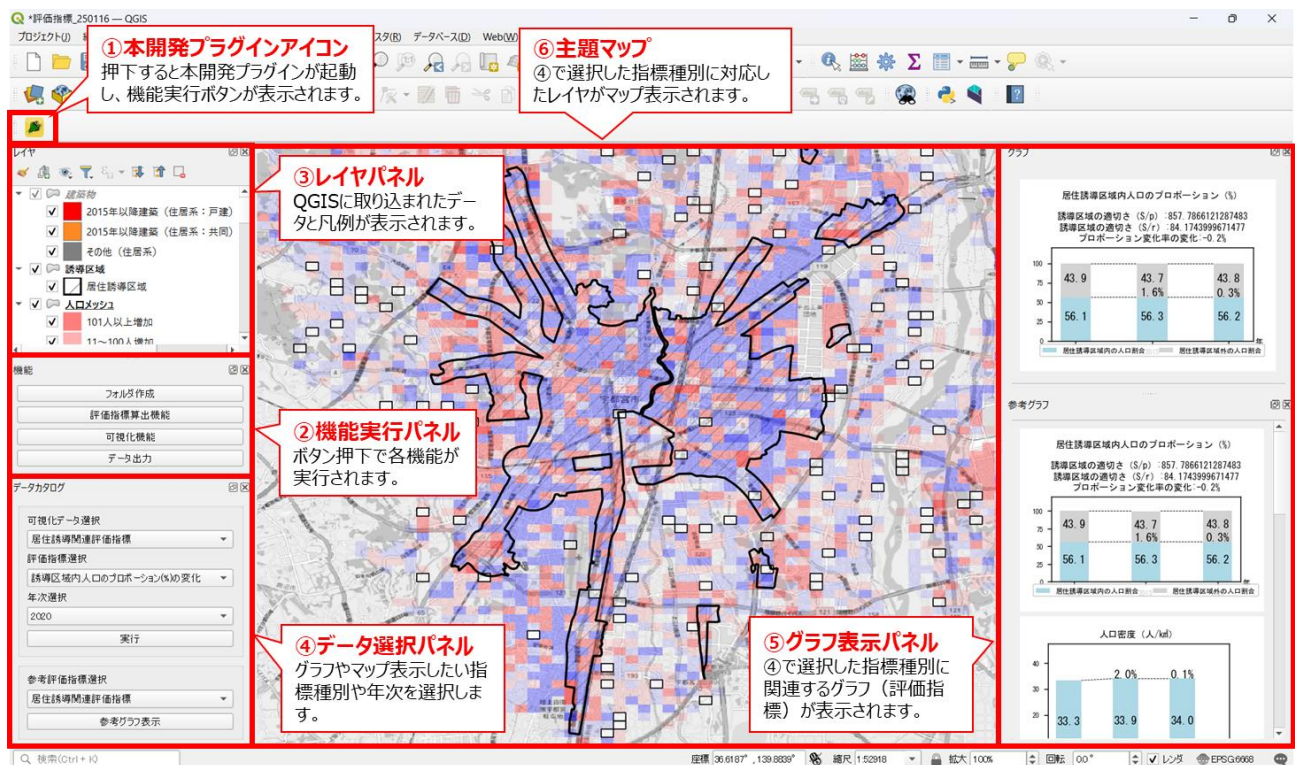 *評価指標_250116 — QGIS
プロジェクト(J)
スタ(R) データベース(D) Web(W)
①本開発プラグインアイコン
押下すると本開発プラグインが起動
し、機能実行ボタンが表示されます。
⑥主題マップ
④で選択した指標種別に対応し
たレイヤがマップ表示されます。
レイヤ
建築物
2015年以降建築（住居系：戸建）
2015年以降建築（住居系：共同）
その他（住居系）
誘導区域
居住誘導区域
人口メッシュ
101人以上増加
11～100人増加
③レイヤパネル
QGISに取り込まれたデー
タと凡例が表示されます。
機能
フォルダ作成
評価指標算出機能
可視化機能
データ出力
②機能実行パネル
ボタン押下で各機能が
実行されます。
データカタログ
可視化データ選択
居住誘導関連評価指標
評価指標選択
誘導区域内人口のプロポーション(%)の変化
年次選択
2020
実行
参考評価指標選択
居住誘導関連評価指標
参考グラフ表示
④データ選択パネル
グラフやマップ表示したい指
標種別や年次を選択しま
す。
宇都宮市
⑤グラフ表示パネル
④で選択した指標種別に
関連するグラフ（評価指
標）が表示されます。
グラフ
居住誘導区域内人口のプロポーション（%）
誘導区域の適切さ（S/p）:857.7866121287483
誘導区域の適切さ（S/r）:84.1743999671477
プロポーション変化率の変化:-0.2%
100
75
50
25
0
43.9 43.7 43.8
1.6% 0.3%
56.1 56.3 56.2
年
居住誘導区域内の人口割合 居住誘導区域外の人口割合
参考グラフ
居住誘導区域内人口のプロポーション（%）
誘導区域の適切さ（S/p）:857.7866121287483
誘導区域の適切さ（S/r）:84.1743999671477
プロポーション変化率の変化:-0.2%
100
75
50
25
0
43.9 43.7 43.8
1.6% 0.3%
56.1 56.3 56.2
年
居住誘導区域内の人口割合 居住誘導区域外の人口割合
人口密度（人/k㎡）
40
30
20
2.0% 0.1%
33.3 33.9 34.0
検索(Ctrl+K)
座標 36.6187°,139.8839° 縮尺 1:52918 拡大 100% 回転 0.0° レンダ EPSG:6668